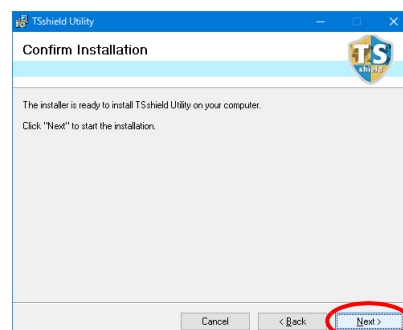 TSshield Utility
Confirm Installation
TS
shield
The installer is ready to install TSshield Utility on your computer.
Click "Next" to start the installation.
Cancel
< Back
Next >